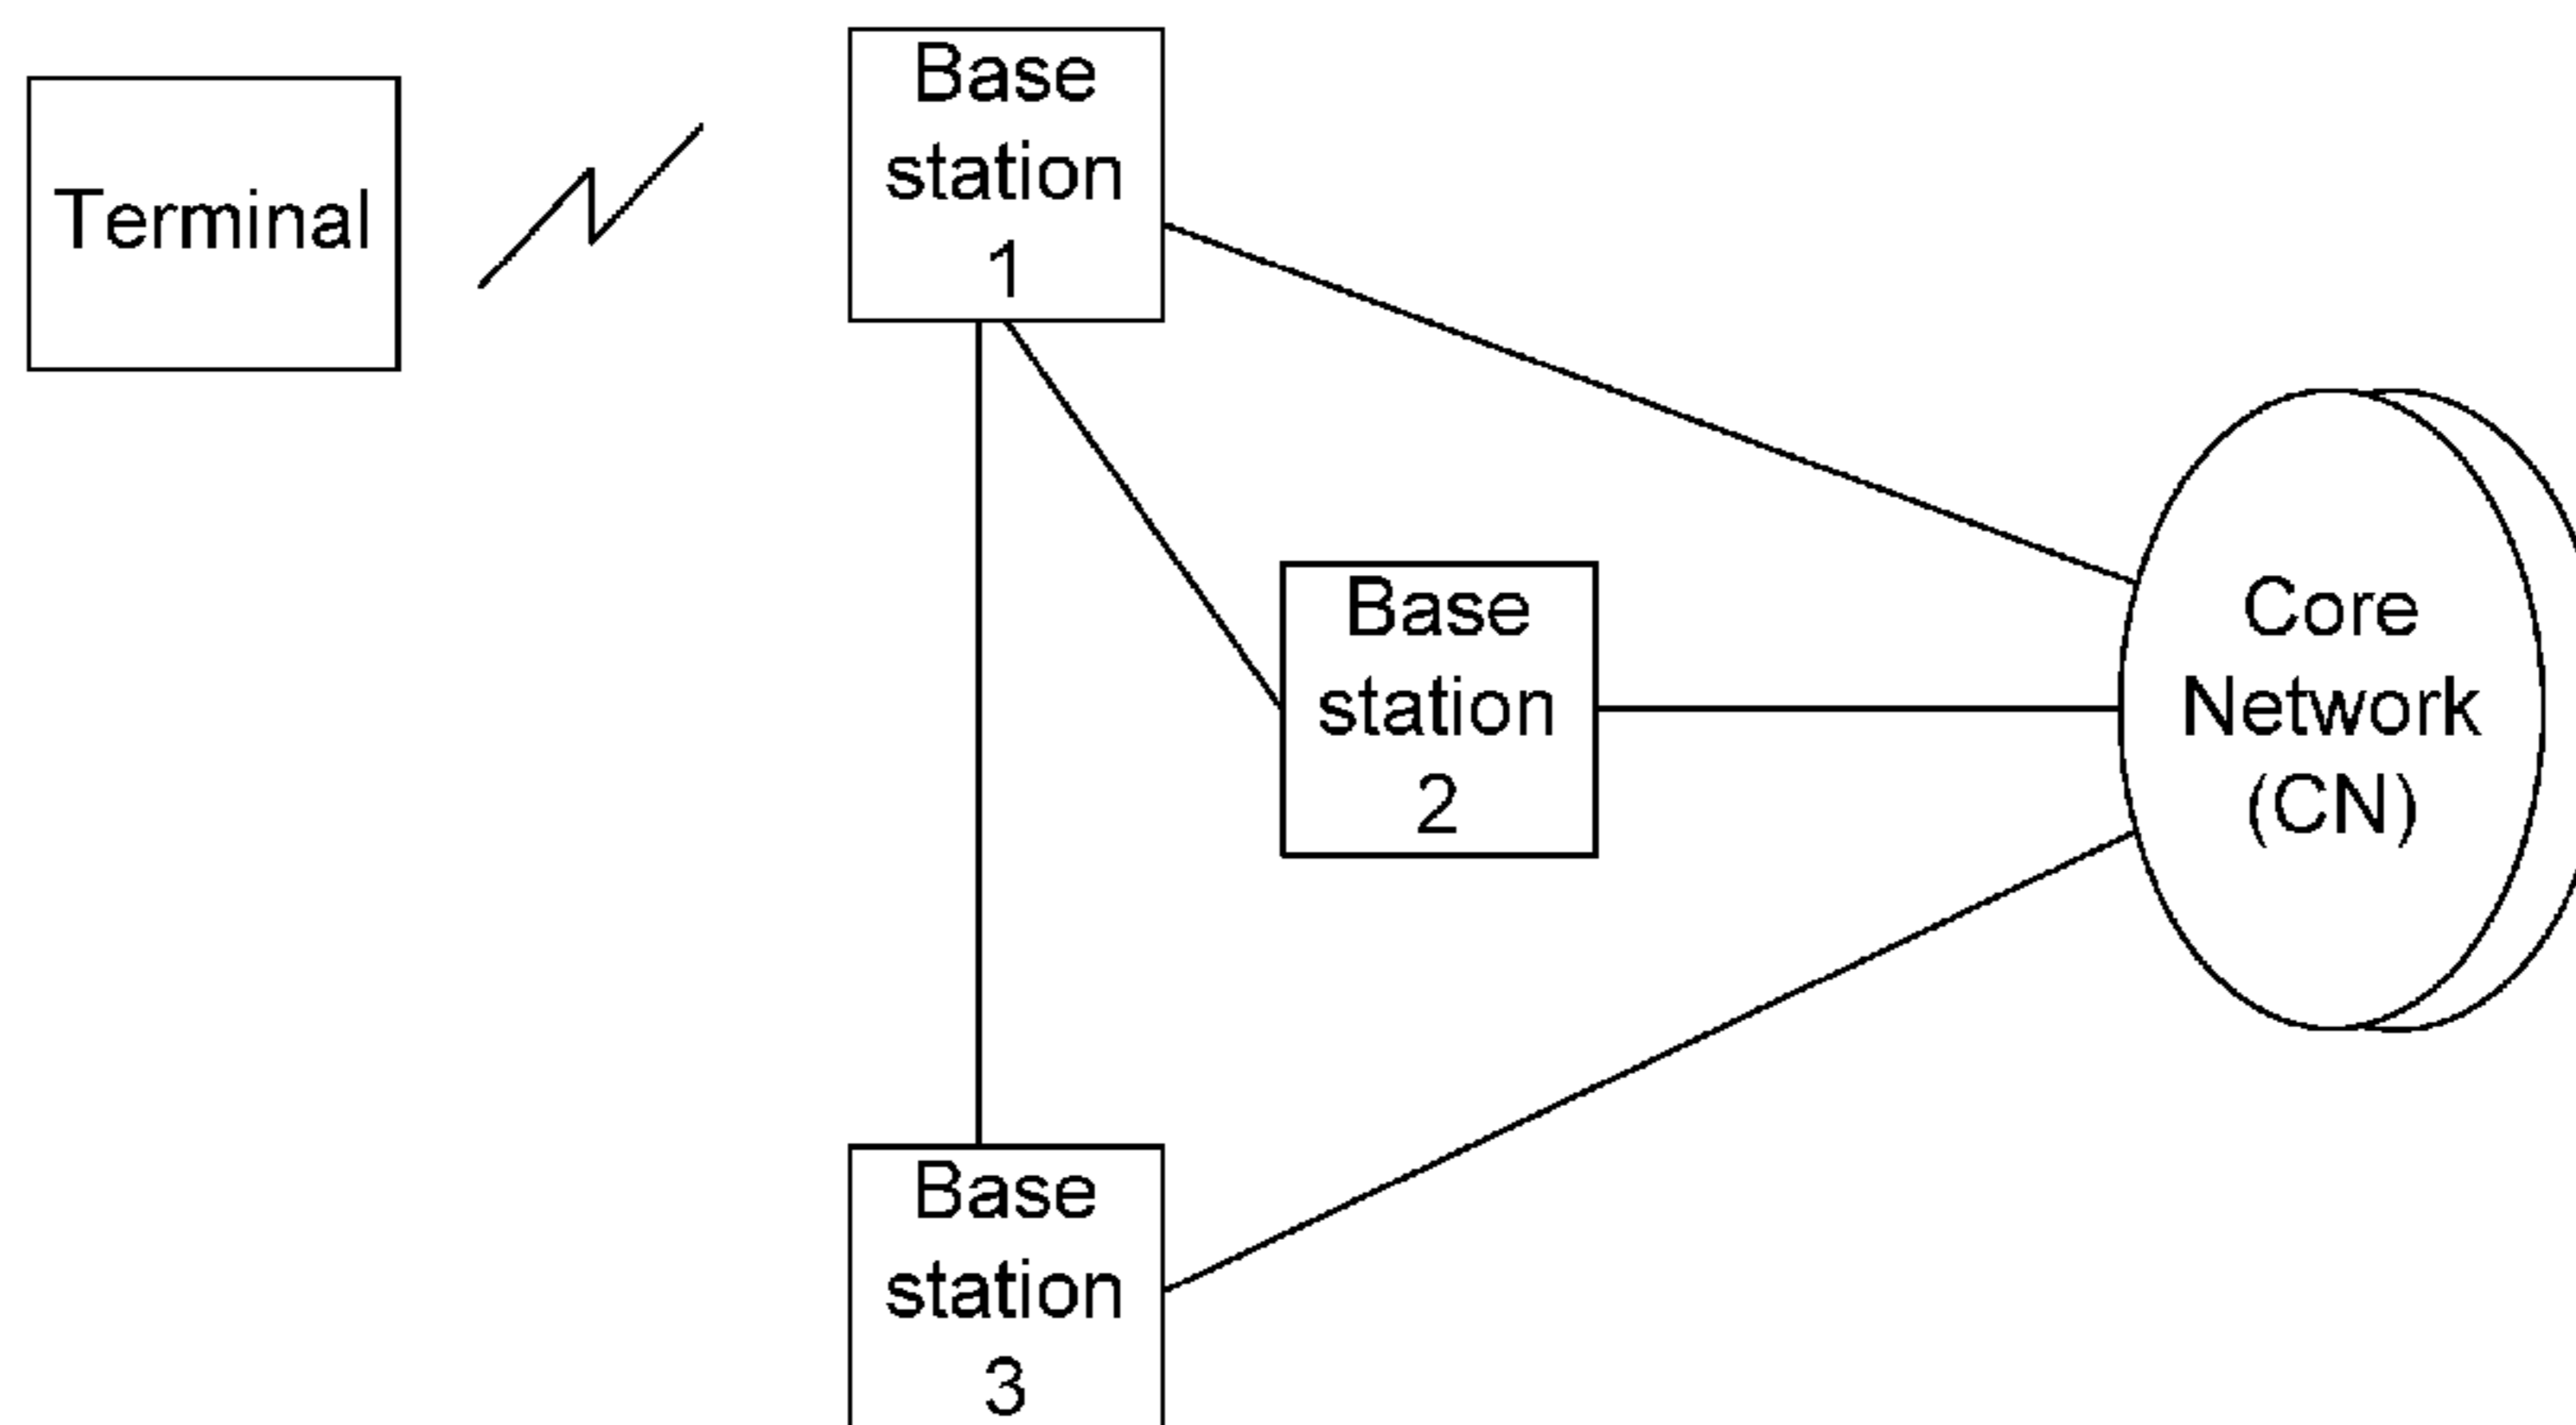 Terminal
Base
station
1
Base
station
2
Core
Network
(CN)
Base
station
3